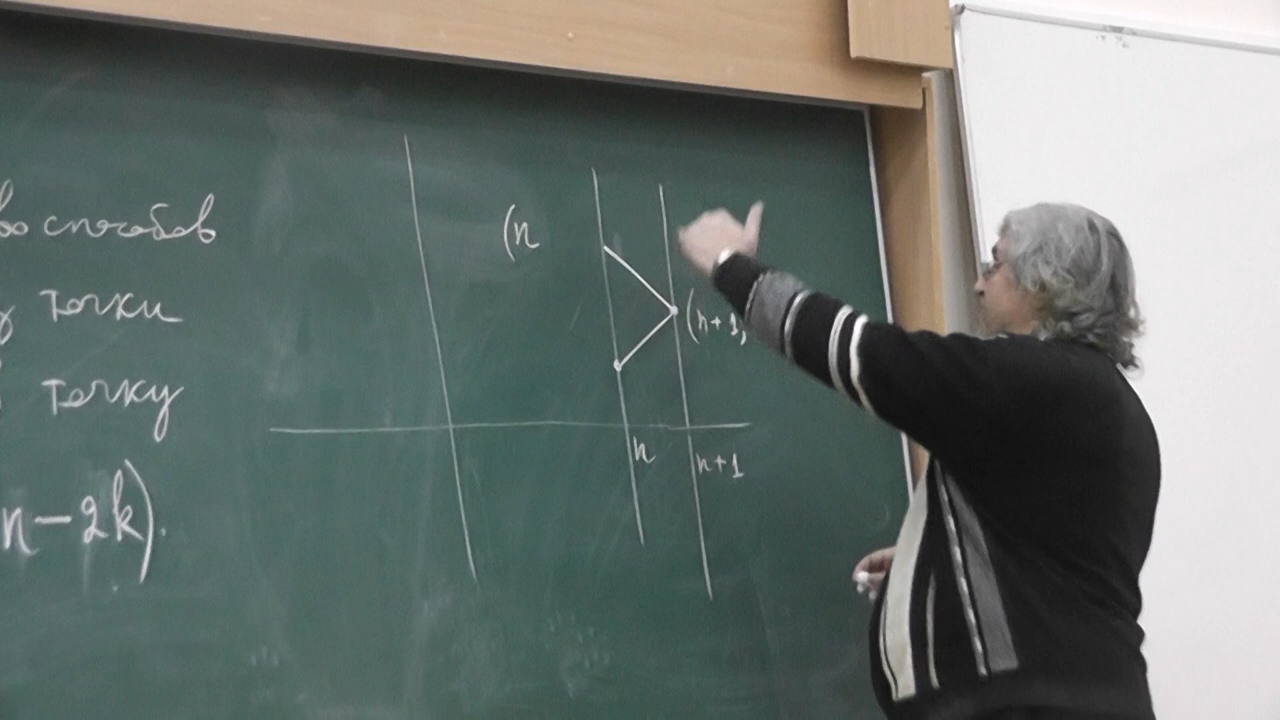 во способов
точки
точку
n-2k).
(n
(n+1,
n
n+1